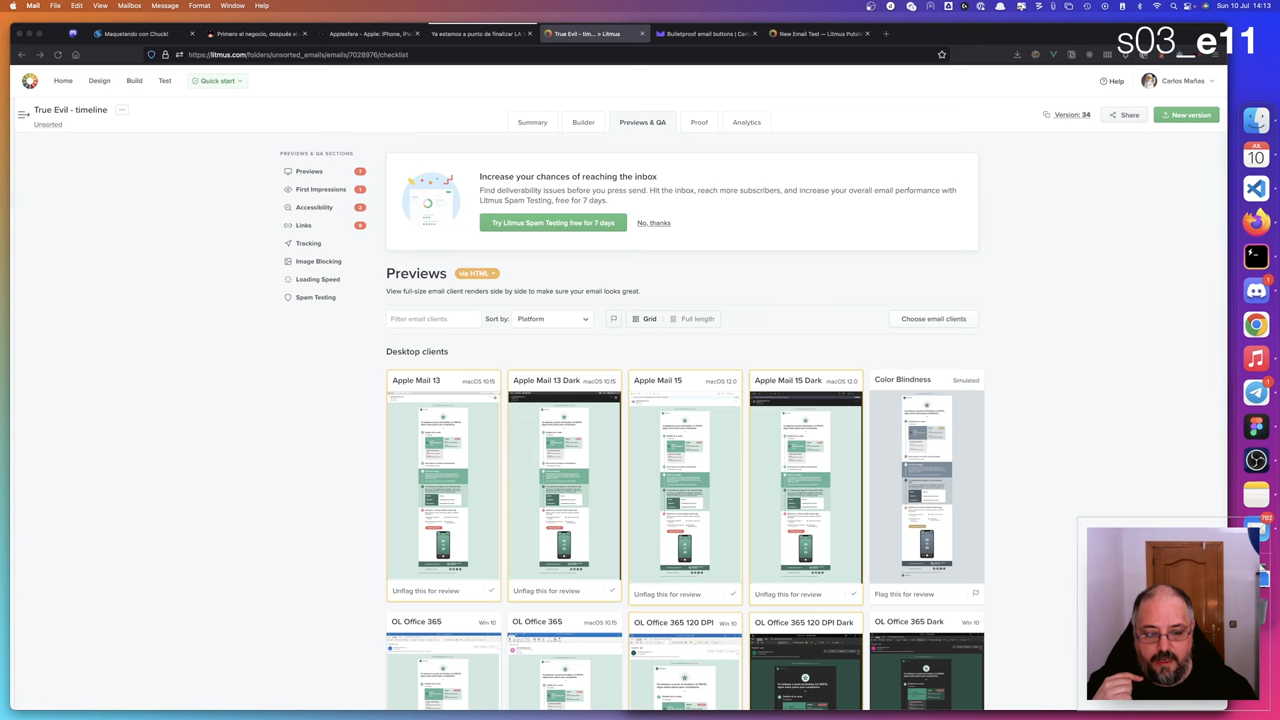 Mail File Edit View Mailbox Message Format Window Help
Sun 10 Jul 14:13
s03 e11
Maquetando con Chuck!
Primero el negocio, después el
Applesfera - Apple: iPhone, iPa
Ya estamos a punto de finalizar LA
True Evil - tim... > Litmus
Bulletproof email buttons | Cam
New Email Test — Litmus Puts
https://litmus.com/folders/unsorted_emails/emails/7028976/checklist
Home Design Build Test Quick start
Help Carlos Mañas
True Evil - timeline
Unsorted
Summary Builder Previews & QA Proof Analytics
Version: 34 Share New version
PREVIEWS & QA SECTIONS
Previews 7
First Impressions 1
Accessibility 2
Links 9
Tracking
Image Blocking
Loading Speed
Spam Testing
Increase your chances of reaching the inbox
Find deliverability issues before you press send. Hit the inbox, reach more subscribers, and increase your overall email performance with
Litmus Spam Testing, free for 7 days.
Try Litmus Spam Testing free for 7 days No, thanks
Previews via HTML
View full-size email client renders side by side to make sure your email looks great.
Filter email clients Sort by: Platform Grid Full length Choose email clients
Desktop clients
Apple Mail 13 macOS 10.15
Apple Mail 13 Dark macOS 10.15
Apple Mail 15 macOS 12.0
Apple Mail 15 Dark macOS 12.0
Color Blindness Simulated
Unflag this for review
Unflag this for review
Unflag this for review
Unflag this for review
Flag this for review
OL Office 365 Win 10
OL Office 365 macOS 10.15
OL Office 365 120 DPI Win 10
OL Office 365 120 DPI Dark
OL Office 365 Dark Win 10
JUL
10
1
1
762